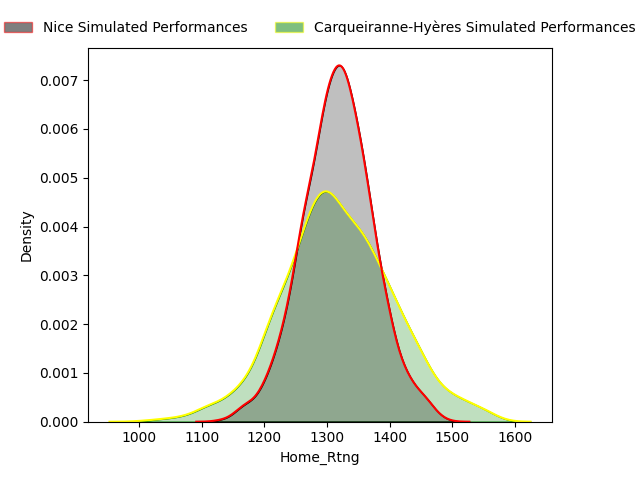 Nice Simulated Performances
Carqueiranne-Hyères Simulated Performances
0.007
0.006
0.005
0.004
0.003
0.002
0.001
0.000
Density
1000 1100 1200 1300 1400 1500 1600
Home_Rtng